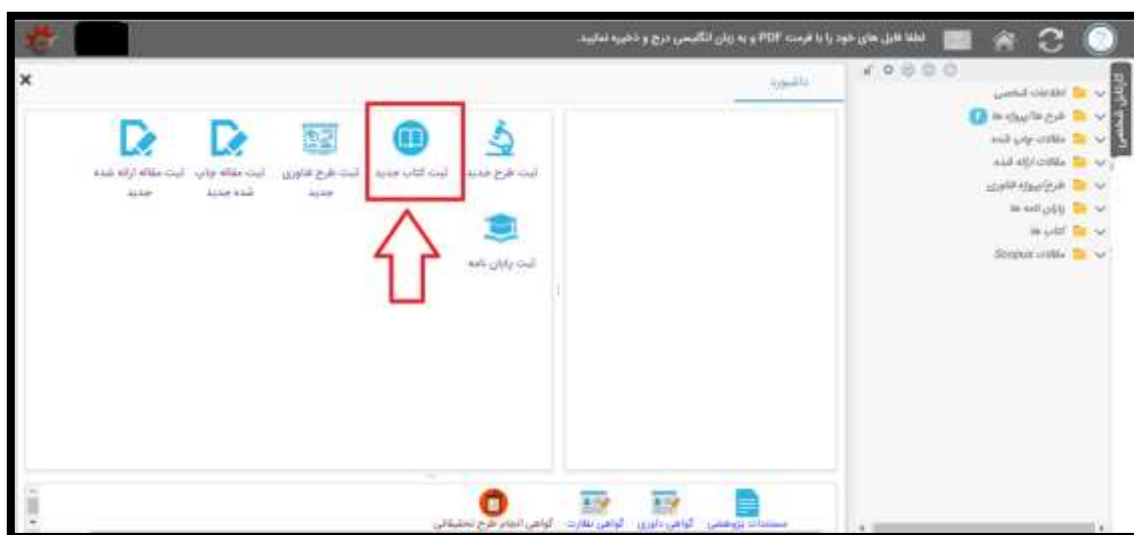 لطفا فایل های خود را با فرمت PDF و به زبان انگلیسی درج و ذخیره نمایید.
کارتابل شخصی
اطلاعات شخصی
طرح ها/پروژه ها
مقالات چاپ شده
مقالات ارائه شده
طرح/پروژه فناوری
پایان نامه ها
کتاب ها
مقالات Scopus
داشبورد
ثبت طرح جدید
ثبت کتاب جدید
ثبت طرح فناوری
جدید
ثبت مقاله چاپ
شده جدید
ثبت مقاله ارائه شده
جدید
ثبت پایان نامه
مستندات پژوهشی
گواهی داوری
گواهی نظارت
گواهی انجام طرح تحقیقاتی